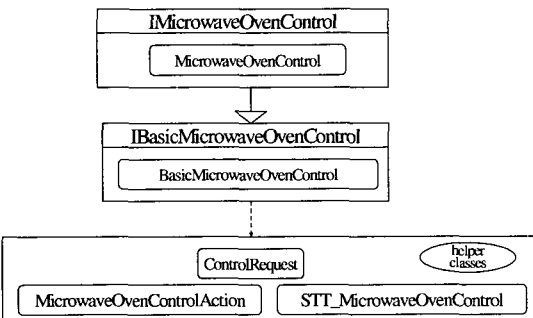 IMicrowaveOvenControl
MicrowaveOvenControl
IBasicMicrowaveOvenControl
BasicMicrowaveOvenControl
ControlRequest
helper
classes
MicrowaveOvenControlAction
STT_MicrowaveOvenControl